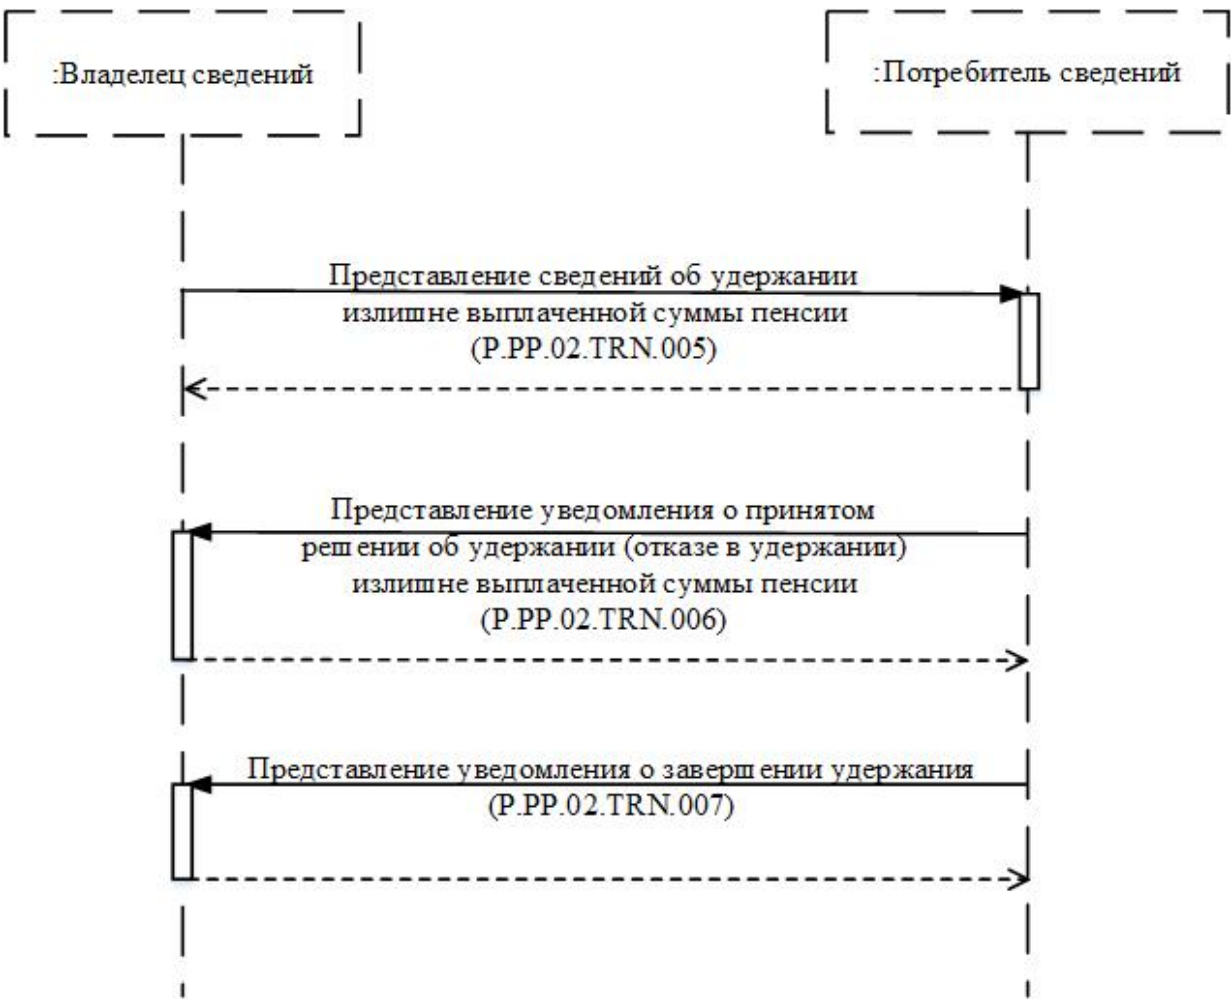 :Владелец сведений
:Потребитель сведений
Представление сведений об удержании
излишне выплаченной суммы пенсии
(P.PP.02.TRN.005)
Представление уведомления о принятом
решении об удержании (отказе в удержании)
излишне выплаченной суммы пенсии
(P.PP.02.TRN.006)
Представление уведомления о завершении удержания
(P.PP.02.TRN.007)